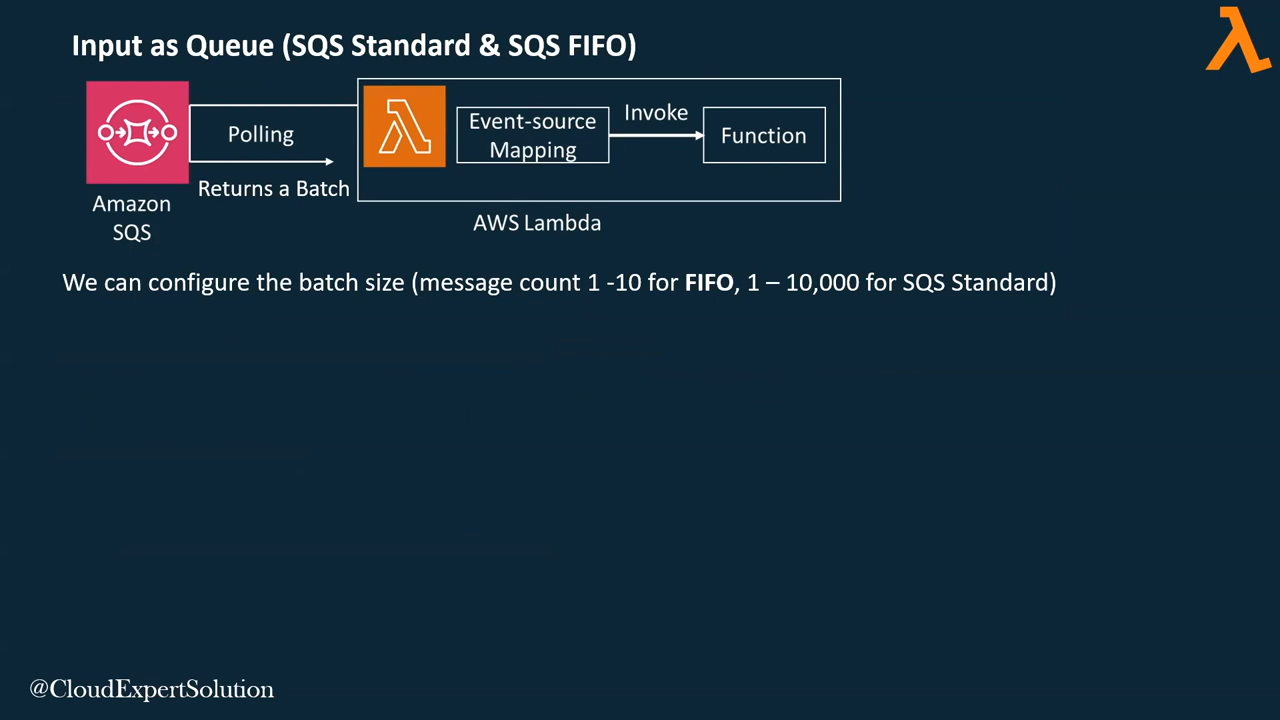 Input as Queue (SQS Standard & SQS FIFO)
Polling
Returns a Batch
Amazon
SQS
Event-source
Mapping
Invoke
Function
AWS Lambda
We can configure the batch size (message count 1 -10 for FIFO, 1 – 10,000 for SQS Standard)
@CloudExpertSolution